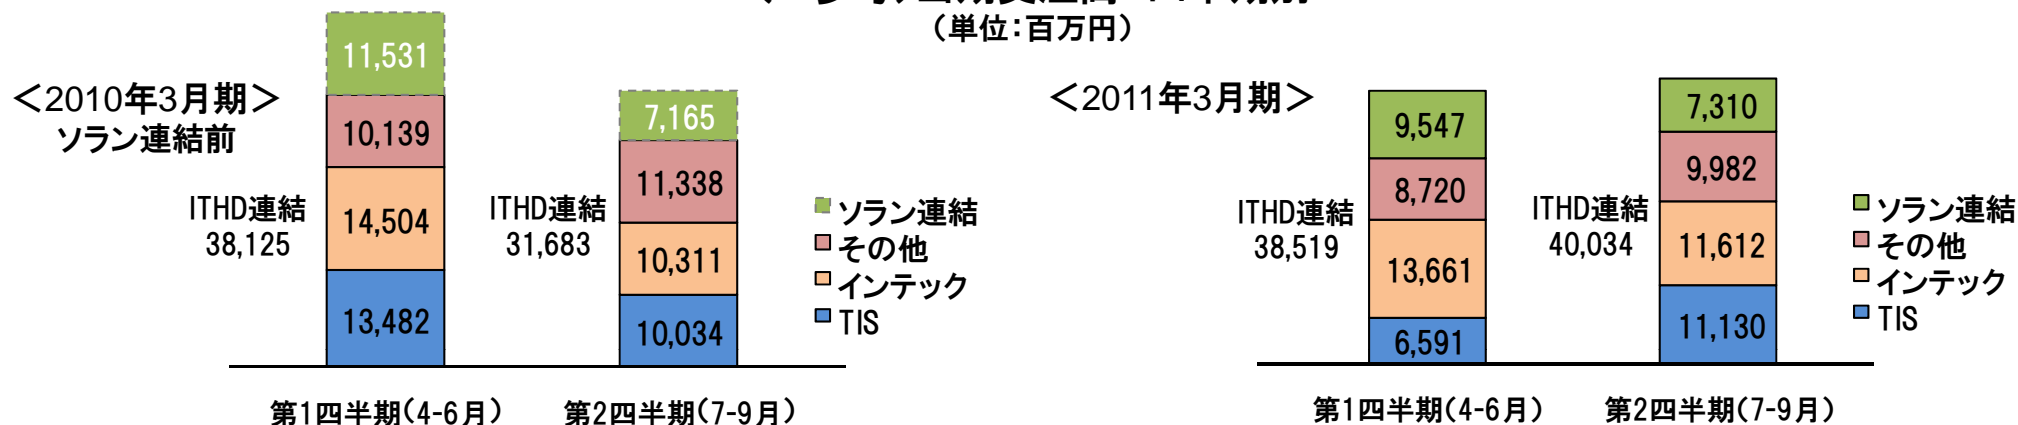 （単位：百万円）
＜2010年3月期＞
ソラン連結前
11,531
10,139
14,504
13,482
ITHD連結
38,125
7,165
11,338
10,311
10,034
ITHD連結
31,683
ソラン連結
その他
インテック
TIS
第1四半期（4-6月）
第2四半期（7-9月）
＜2011年3月期＞
9,547
8,720
13,661
6,591
ITHD連結
38,519
7,310
9,982
11,612
11,130
ITHD連結
40,034
ソラン連結
その他
インテック
TIS
第1四半期（4-6月）
第2四半期（7-9月）